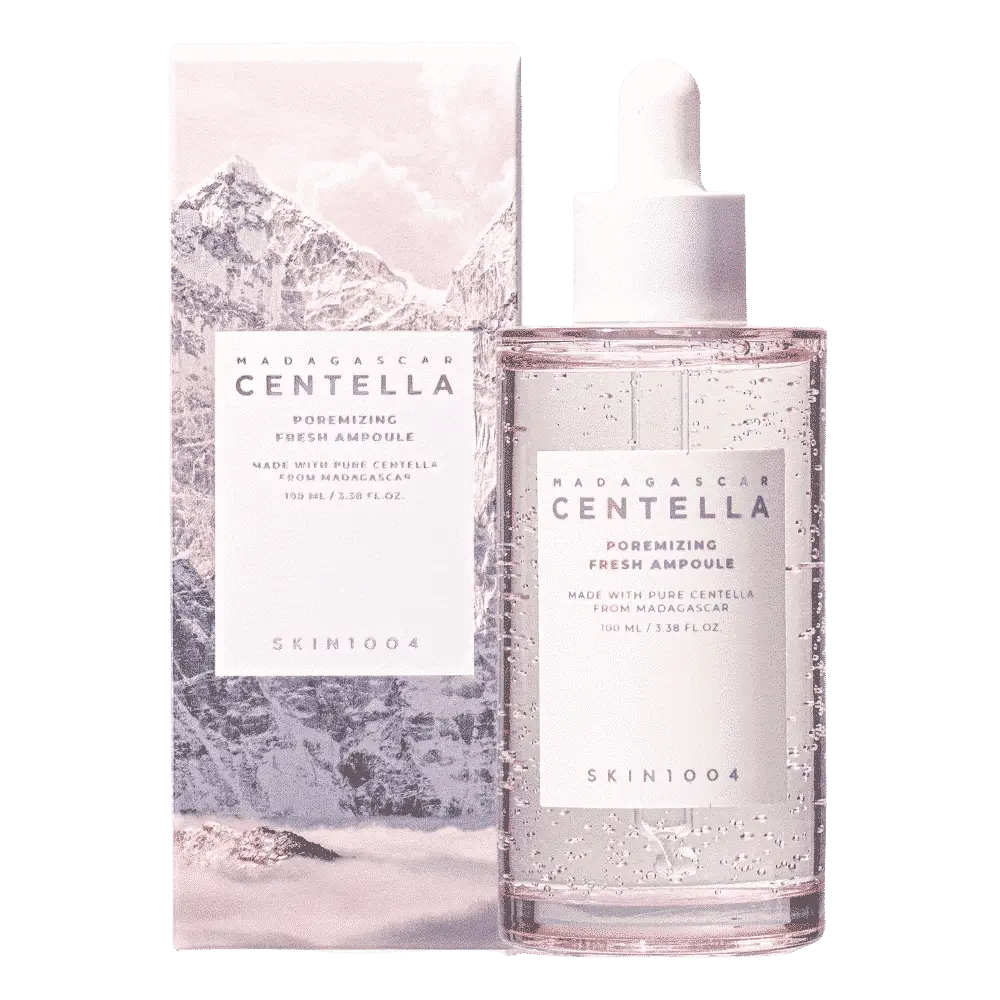 MADAGASCAR
CENTELLA
POREMIZING
FRESH AMPOULE
MADE WITH PURE CENTELLA
FROM MADAGASCAR
100 ML / 3.38 FL.OZ.
SKIN1004
MADAGASCAR
CENTELLA
POREMIZING
FRESH AMPOULE
MADE WITH PURE CENTELLA
FROM MADAGASCAR
100 ML / 3.38 FL.OZ.
SKIN1004